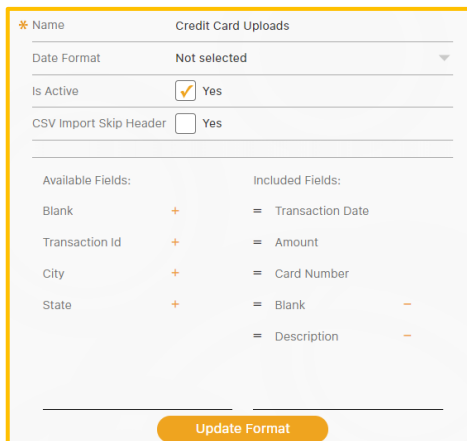 * Name Credit Card Uploads
Date Format Not selected
Is Active ✓ Yes
CSV Import Skip Header Yes
Available Fields: Included Fields:
Blank + = Transaction Date
Transaction Id + = Amount
City + = Card Number
State + = Blank −
= Description −
Update Format